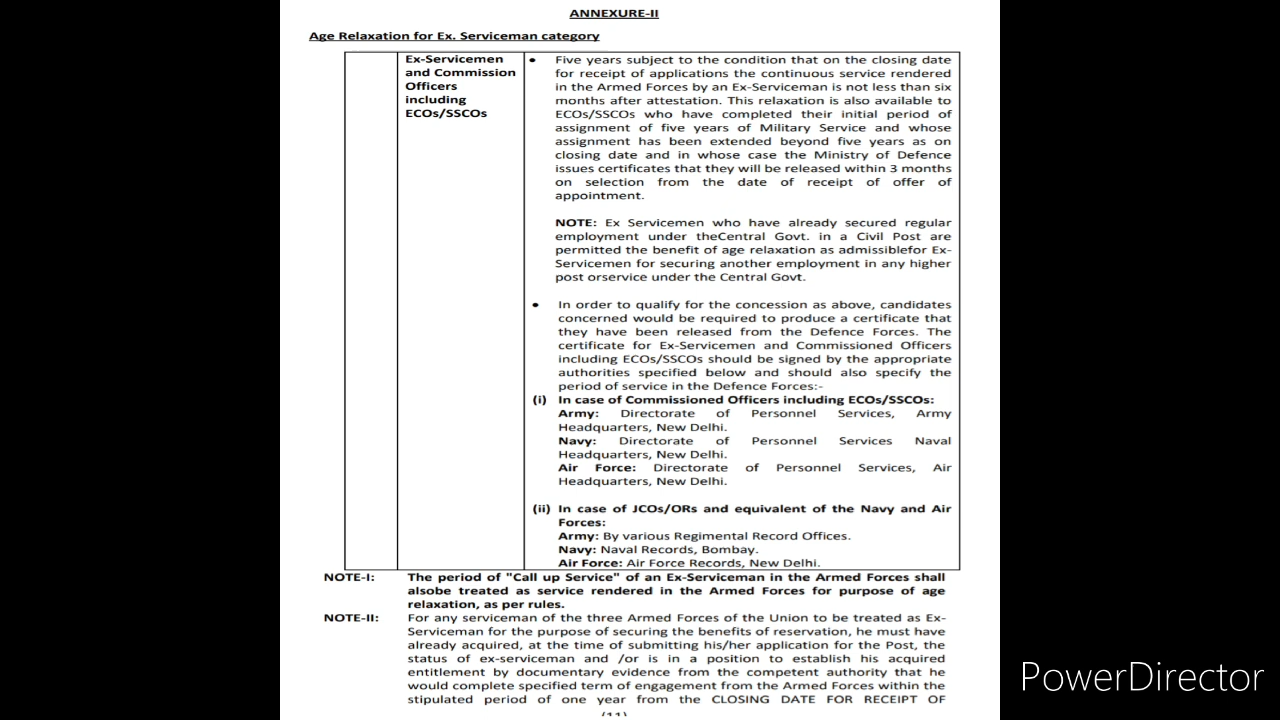 ANNEXURE-II
Age Relaxation for Ex. Serviceman category
Ex-Servicemen
and Commission
Officers
including
ECOs/SSCOs
• Five years subject to the condition that on the closing date
for receipt of applications the continuous service rendered
in the Armed Forces by an Ex-Serviceman is not less than six
months after attestation. This relaxation is also available to
ECOs/SSCOs who have completed their initial period of
assignment of five years of Military Service and whose
assignment has been extended beyond five years as on
closing date and in whose case the Ministry of Defence
issues certificates that they will be released within 3 months
on selection from the date of receipt of offer of
appointment.
NOTE: Ex Servicemen who have already secured regular
employment under theCentral Govt. in a Civil Post are
permitted the benefit of age relaxation as admissiblefor Ex-
Servicemen for securing another employment in any higher
post orservice under the Central Govt.
• In order to qualify for the concession as above, candidates
concerned would be required to produce a certificate that
they have been released from the Defence Forces. The
certificate for Ex-Servicemen and Commissioned Officers
including ECOs/SSCOs should be signed by the appropriate
authorities specified below and should also specify the
period of service in the Defence Forces:-
(i) In case of Commissioned Officers including ECOs/SSCOs:
Army: Directorate of Personnel Services, Army
Headquarters, New Delhi.
Navy: Directorate of Personnel Services Naval
Headquarters, New Delhi.
Air Force: Directorate of Personnel Services, Air
Headquarters, New Delhi.
(ii) In case of JCOs/ORs and equivalent of the Navy and Air
Forces:
Army: By various Regimental Record Offices.
Navy: Naval Records, Bombay.
Air Force: Air Force Records, New Delhi.
NOTE-I: The period of "Call up Service" of an Ex-Serviceman in the Armed Forces shall
alsobe treated as service rendered in the Armed Forces for purpose of age
relaxation, as per rules.
NOTE-II: For any serviceman of the three Armed Forces of the Union to be treated as Ex-
Serviceman for the purpose of securing the benefits of reservation, he must have
already acquired, at the time of submitting his/her application for the Post, the
status of ex-serviceman and /or is in a position to establish his acquired
entitlement by documentary evidence from the competent authority that he
would complete specified term of engagement from the Armed Forces within the
stipulated period of one year from the CLOSING DATE FOR RECEIPT OF
(11)
PowerDirector